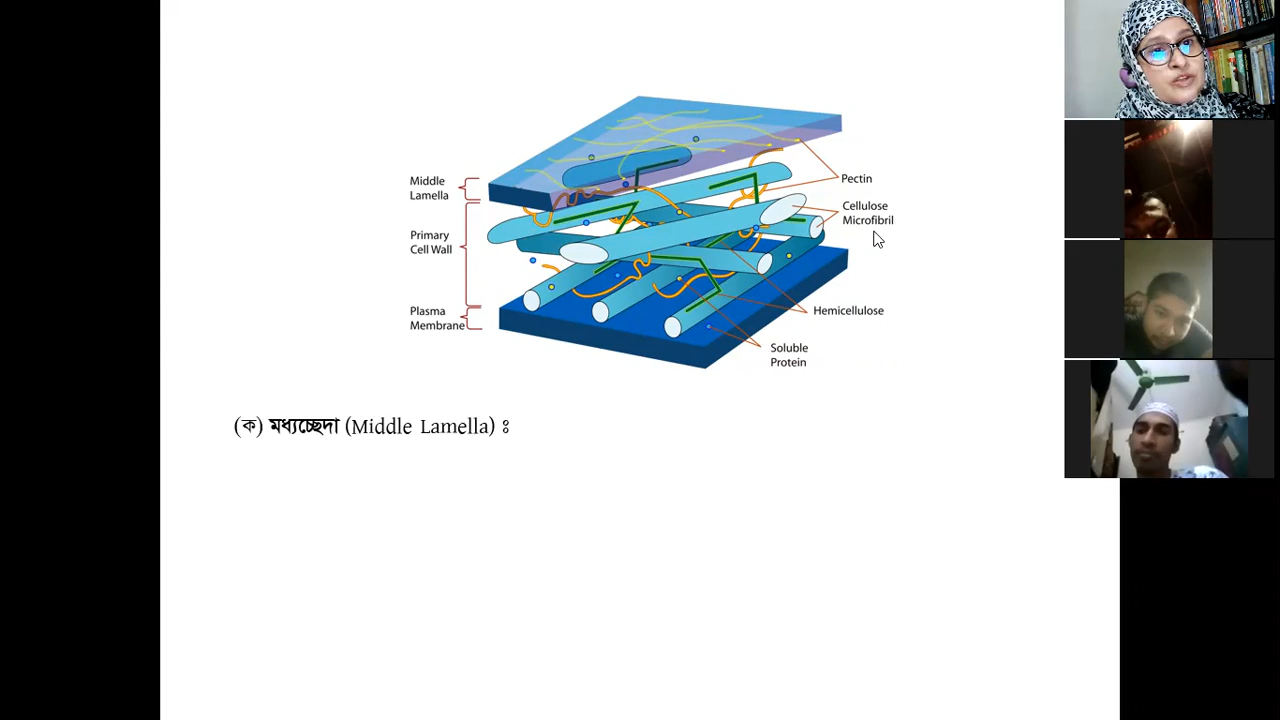 Middle
Lamella
Primary
Cell Wall
Plasma
Membrane
Pectin
Cellulose
Microfibril
Hemicellulose
Soluble
Protein
(ক) মধ্যচ্ছেদা (Middle Lamella) ঃ